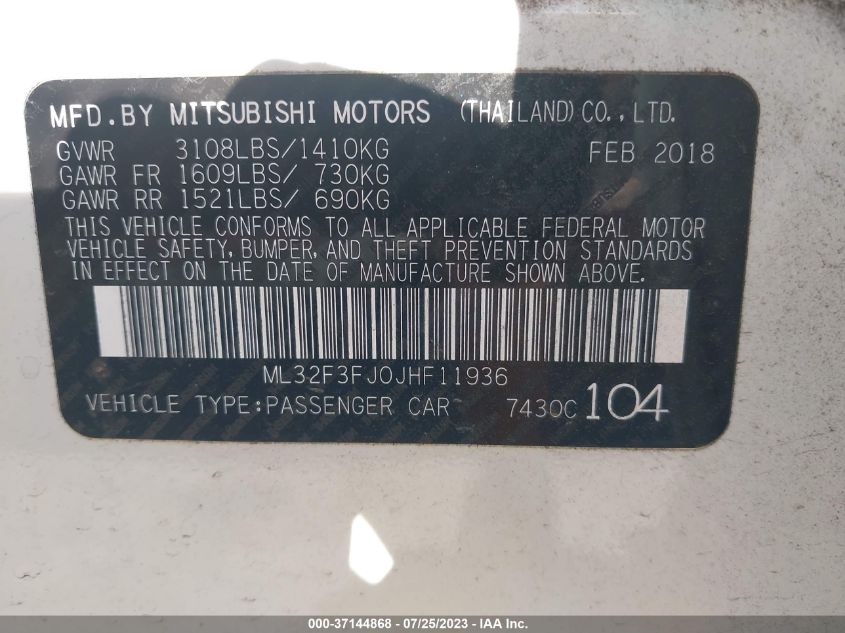 MFD.BY MITSUBISHI MOTORS (THAILAND) CO.,LTD.
GVWR 3108LBS/1410KG FEB 2018
GAWR FR 1609LBS/ 730KG
GAWR RR 1521LBS/ 690KG
THIS VEHICLE CONFORMS TO ALL APPLICABLE FEDERAL MOTOR
VEHICLE SAFETY, BUMPER, AND THEFT PREVENTION STANDARDS
IN EFFECT ON THE DATE OF MANUFACTURE SHOWN ABOVE.
ML32F3FJ0JHF11936
VEHICLE TYPE:PASSENGER CAR 7430C 104
000-37144868 - 07/25/2023 - IAA Inc.